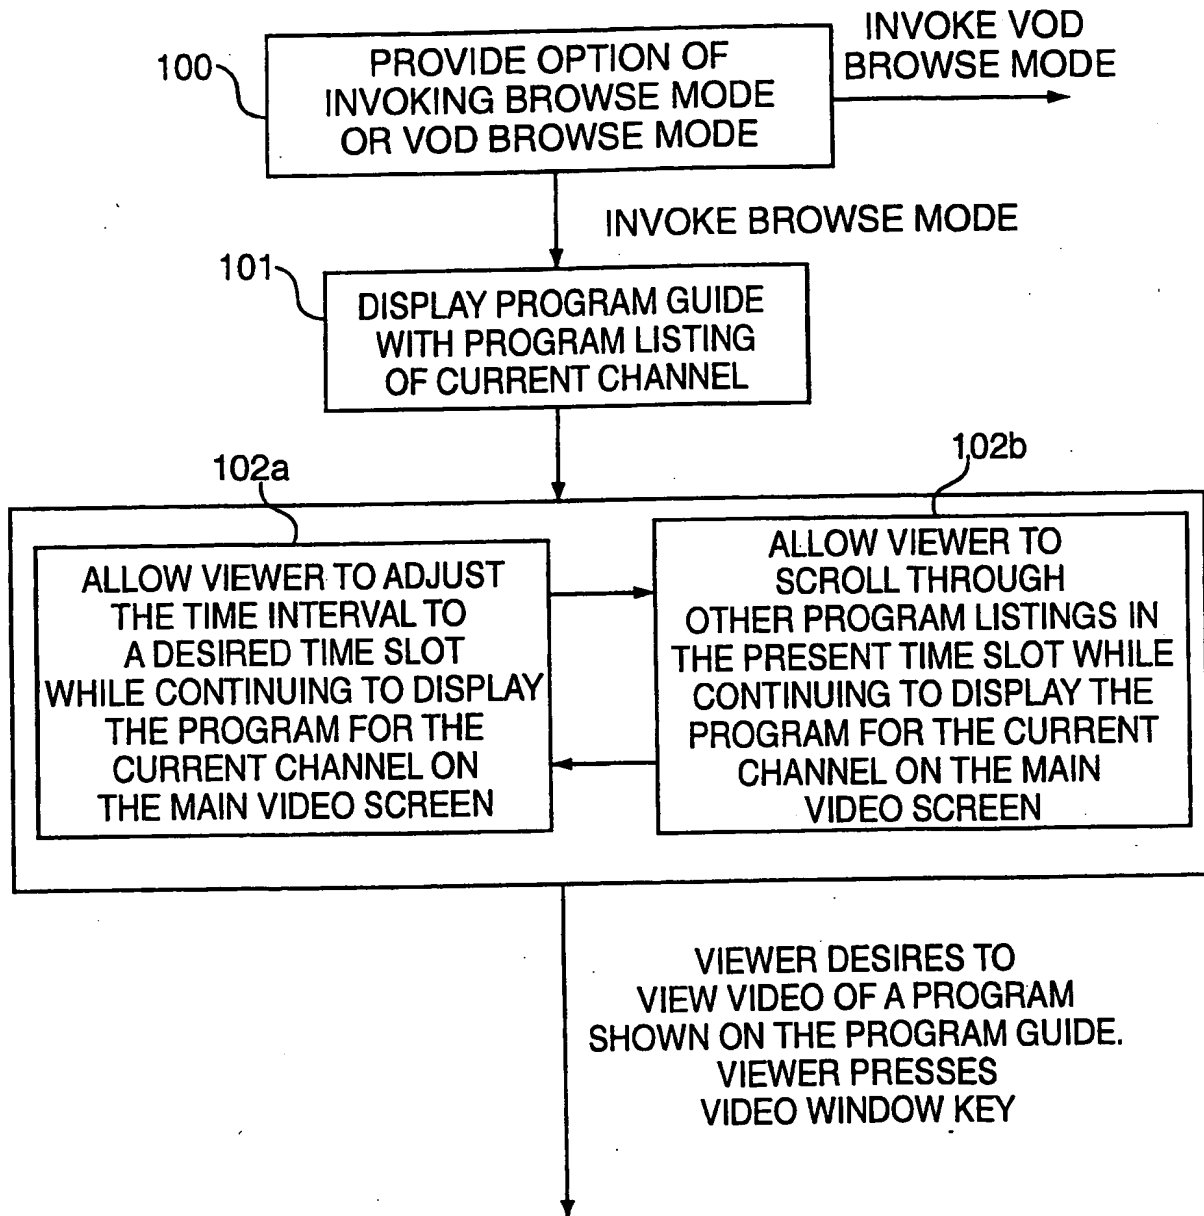 100
PROVIDE OPTION OF
INVOKING BROWSE MODE
OR VOD BROWSE MODE
INVOKE VOD
BROWSE MODE
INVOKE BROWSE MODE
101
DISPLAY PROGRAM GUIDE
WITH PROGRAM LISTING
OF CURRENT CHANNEL
102a
ALLOW VIEWER TO ADJUST
THE TIME INTERVAL TO
A DESIRED TIME SLOT
WHILE CONTINUING TO DISPLAY
THE PROGRAM FOR THE
CURRENT CHANNEL ON
THE MAIN VIDEO SCREEN
102b
ALLOW VIEWER TO
SCROLL THROUGH
OTHER PROGRAM LISTINGS IN
THE PRESENT TIME SLOT WHILE
CONTINUING TO DISPLAY THE
PROGRAM FOR THE CURRENT
CHANNEL ON THE MAIN
VIDEO SCREEN
VIEWER DESIRES TO
VIEW VIDEO OF A PROGRAM
SHOWN ON THE PROGRAM GUIDE.
VIEWER PRESSES
VIDEO WINDOW KEY